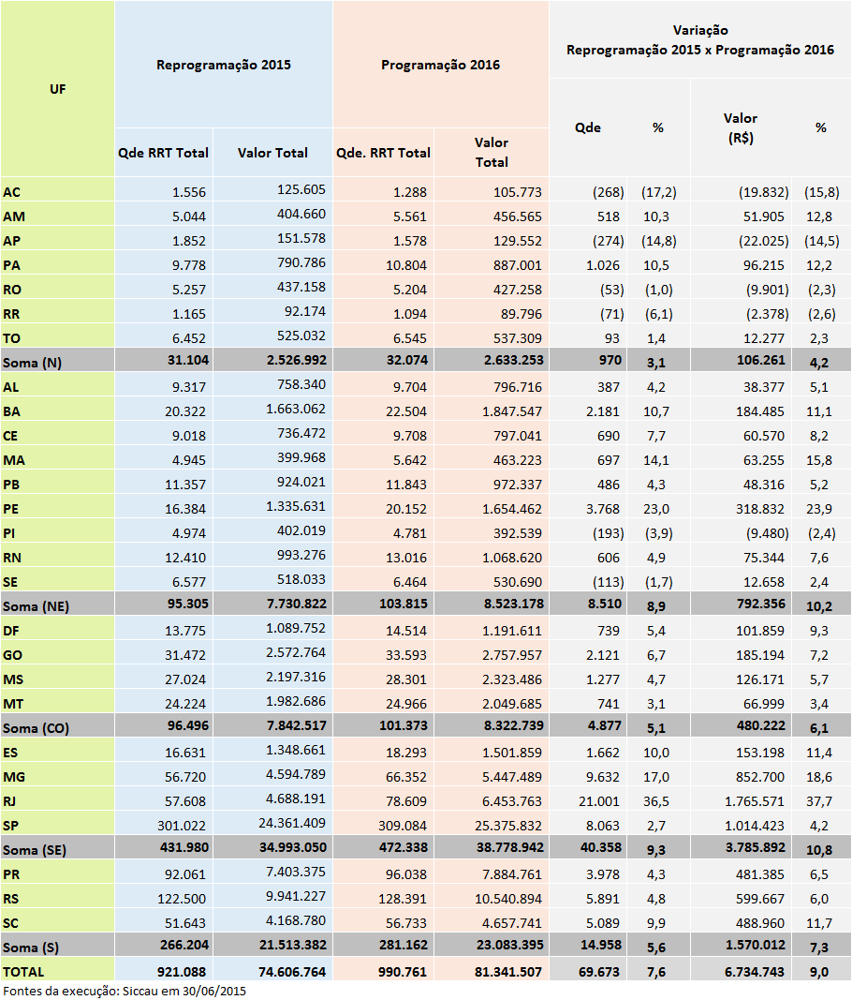 UF
Reprogramação 2015
Programação 2016
Variação
Reprogramação 2015 x Programação 2016
Qde RRT Total
Valor Total
Qde. RRT Total
Valor
Total
Qde
%
Valor
(R$)
%
AC 1.556 125.605 1.288 105.773 (268) (17,2) (19.832) (15,8)
AM 5.044 404.660 5.561 456.565 518 10,3 51.905 12,8
AP 1.852 151.578 1.578 129.552 (274) (14,8) (22.025) (14,5)
PA 9.778 790.786 10.804 887.001 1.026 10,5 96.215 12,2
RO 5.257 437.158 5.204 427.258 (53) (1,0) (9.901) (2,3)
RR 1.165 92.174 1.094 89.796 (71) (6,1) (2.378) (2,6)
TO 6.452 525.032 6.545 537.309 93 1,4 12.277 2,3
Soma (N) 31.104 2.526.992 32.074 2.633.253 970 3,1 106.261 4,2
AL 9.317 758.340 9.704 796.716 387 4,2 38.377 5,1
BA 20.322 1.663.062 22.504 1.847.547 2.181 10,7 184.485 11,1
CE 9.018 736.472 9.708 797.041 690 7,7 60.570 8,2
MA 4.945 399.968 5.642 463.223 697 14,1 63.255 15,8
PB 11.357 924.021 11.843 972.337 486 4,3 48.316 5,2
PE 16.384 1.335.631 20.152 1.654.462 3.768 23,0 318.832 23,9
PI 4.974 402.019 4.781 392.539 (193) (3,9) (9.480) (2,4)
RN 12.410 993.276 13.016 1.068.620 606 4,9 75.344 7,6
SE 6.577 518.033 6.464 530.690 (113) (1,7) 12.658 2,4
Soma (NE) 95.305 7.730.822 103.815 8.523.178 8.510 8,9 792.356 10,2
DF 13.775 1.089.752 14.514 1.191.611 739 5,4 101.859 9,3
GO 31.472 2.572.764 33.593 2.757.957 2.121 6,7 185.194 7,2
MS 27.024 2.197.316 28.301 2.323.486 1.277 4,7 126.171 5,7
MT 24.224 1.982.686 24.966 2.049.685 741 3,1 66.999 3,4
Soma (CO) 96.496 7.842.517 101.373 8.322.739 4.877 5,1 480.222 6,1
ES 16.631 1.348.661 18.293 1.501.859 1.662 10,0 153.198 11,4
MG 56.720 4.594.789 66.352 5.447.489 9.632 17,0 852.700 18,6
RJ 57.608 4.688.191 78.609 6.453.763 21.001 36,5 1.765.571 37,7
SP 301.022 24.361.409 309.084 25.375.832 8.063 2,7 1.014.423 4,2
Soma (SE) 431.980 34.993.050 472.338 38.778.942 40.358 9,3 3.785.892 10,8
PR 92.061 7.403.375 96.038 7.884.761 3.978 4,3 481.385 6,5
RS 122.500 9.941.227 128.391 10.540.894 5.891 4,8 599.667 6,0
SC 51.643 4.168.780 56.733 4.657.741 5.089 9,9 488.960 11,7
Soma (S) 266.204 21.513.382 281.162 23.083.395 14.958 5,6 1.570.012 7,3
TOTAL 921.088 74.606.764 990.761 81.341.507 69.673 7,6 6.734.743 9,0
Fontes da execução: Siccau em 30/06/2015